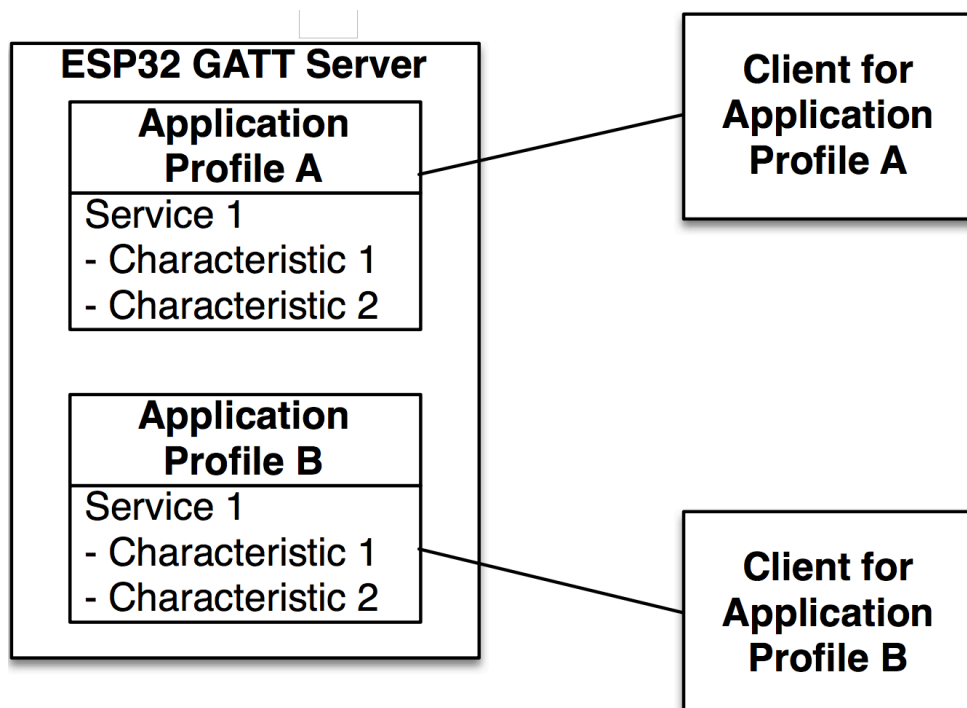 ESP32 GATT Server
Application
Profile A
Service 1
- Characteristic 1
- Characteristic 2
Application
Profile B
Service 1
- Characteristic 1
- Characteristic 2
Client for
Application
Profile A
Client for
Application
Profile B